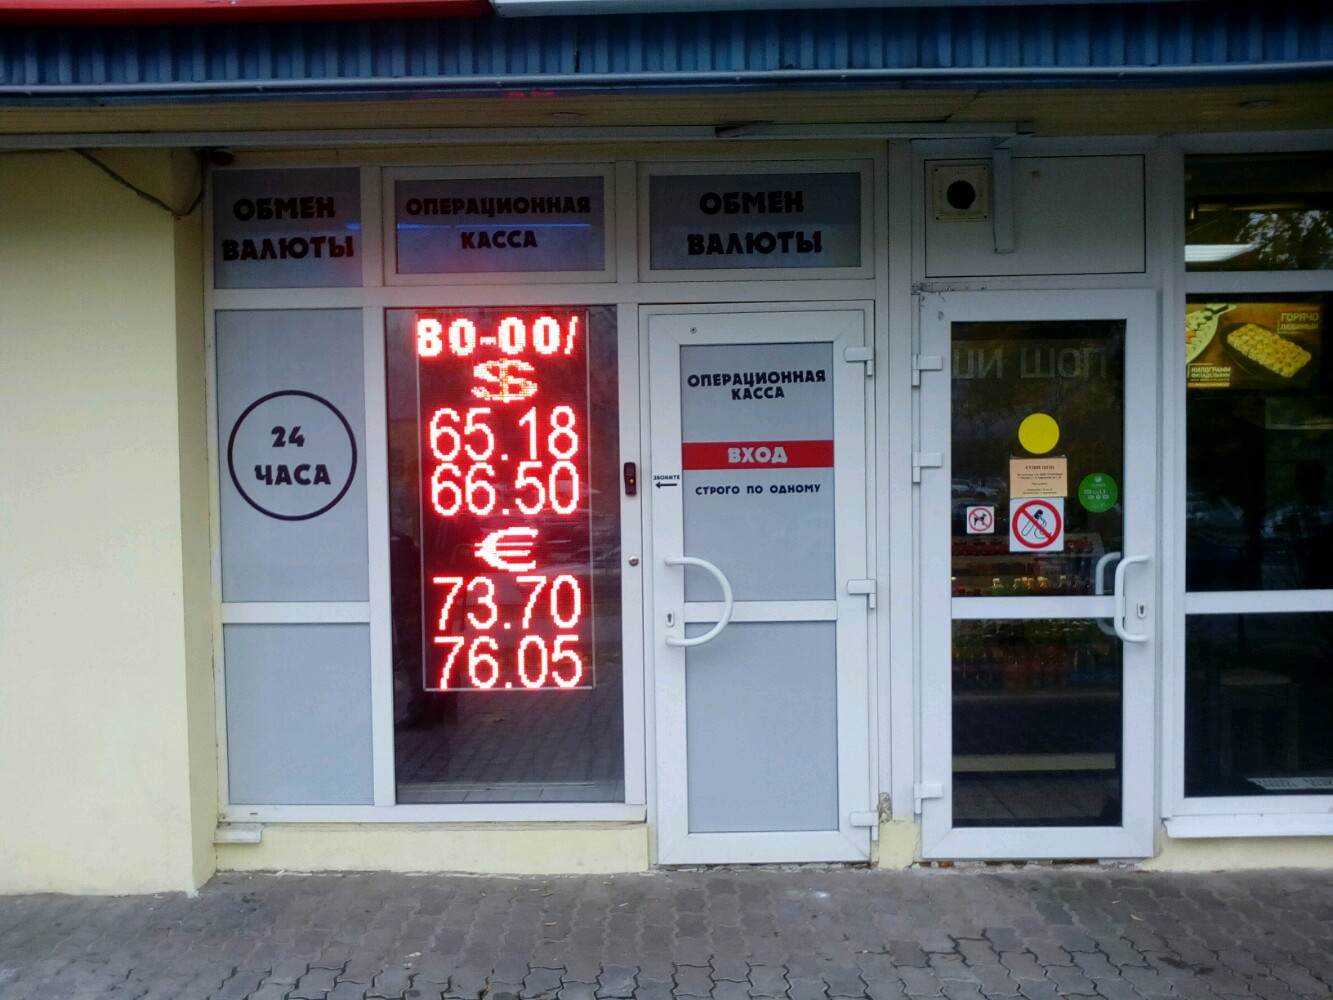 ОБМЕН
ВАЛЮТЫ
ОПЕРАЦИОННАЯ
КАССА
ОБМЕН
ВАЛЮТЫ
24
ЧАСА
80-00/
$
65.18
66.50
€
73.70
76.05
ЗВОНИТЕ
ОПЕРАЦИОННАЯ
КАССА
ВХОД
СТРОГО ПО ОДНОМУ
ШОП
ГОРЯЧО